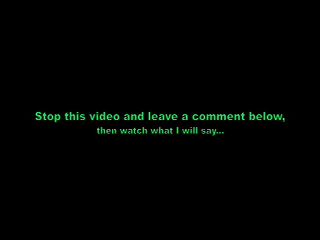 Stop this video and leave a comment below,
then watch what I will say...